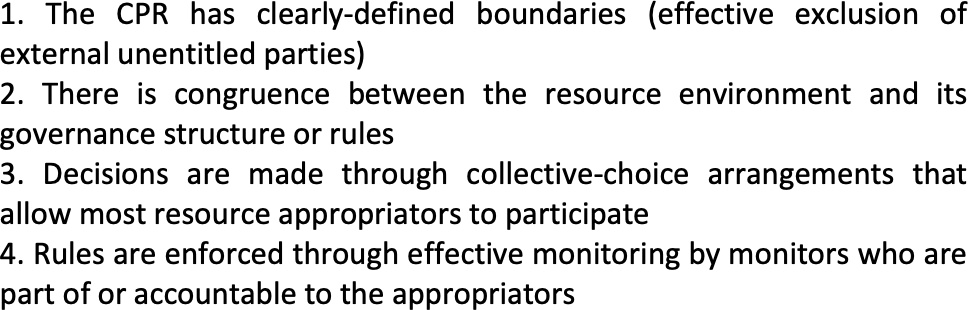 1. The CPR has clearly-defined boundaries (effective exclusion of
external unentitled parties)
2. There is congruence between the resource environment and its
governance structure or rules
3. Decisions are made through collective-choice arrangements that
allow most resource appropriators to participate
4. Rules are enforced through effective monitoring by monitors who are
part of or accountable to the appropriators